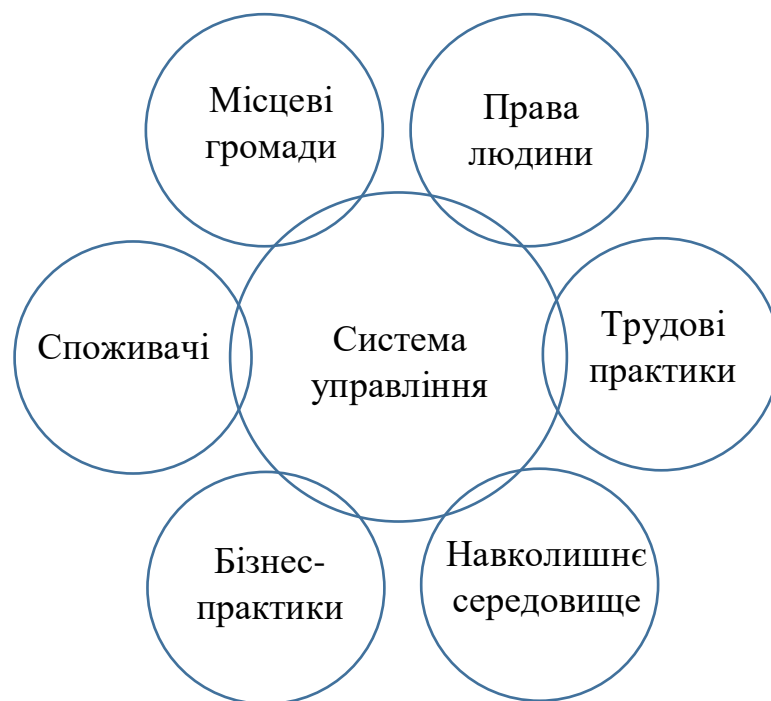 Місцеві
громади
Права
людини
Споживачі
Система
управління
Трудові
практики
Бізнес-
практики
Навколишнє
середовище